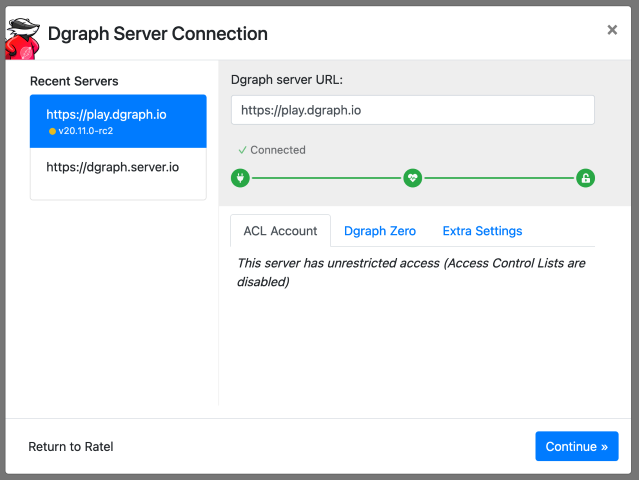 Dgraph Server Connection
×
Recent Servers
https://play.dgraph.io
v20.11.0-rc2
https://dgraph.server.io
Dgraph server URL:
https://play.dgraph.io
✓ Connected
ACL Account
Dgraph Zero
Extra Settings
This server has unrestricted access (Access Control Lists are
disabled)
Return to Ratel
Continue »